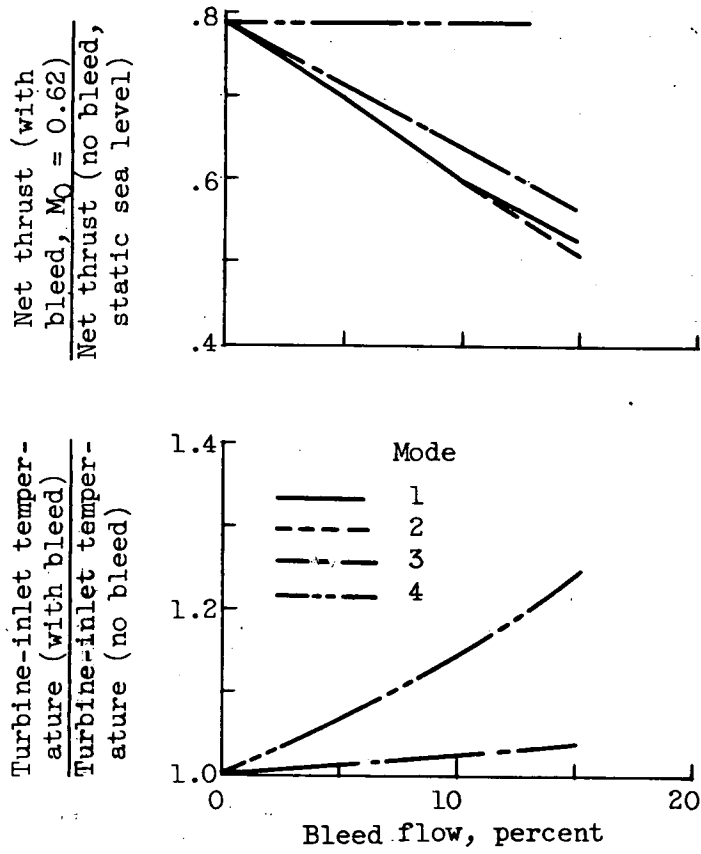 Net thrust (with
bleed, M0 = 0.62)
Net thrust (no bleed,
static sea level)
.8
.6
.4
Turbine-inlet temper-
ature (with bleed)
Turbine-inlet temper-
ature (no bleed)
1.4
1.2
1.0
Mode
1
2
3
4
0
10
20
Bleed flow, percent